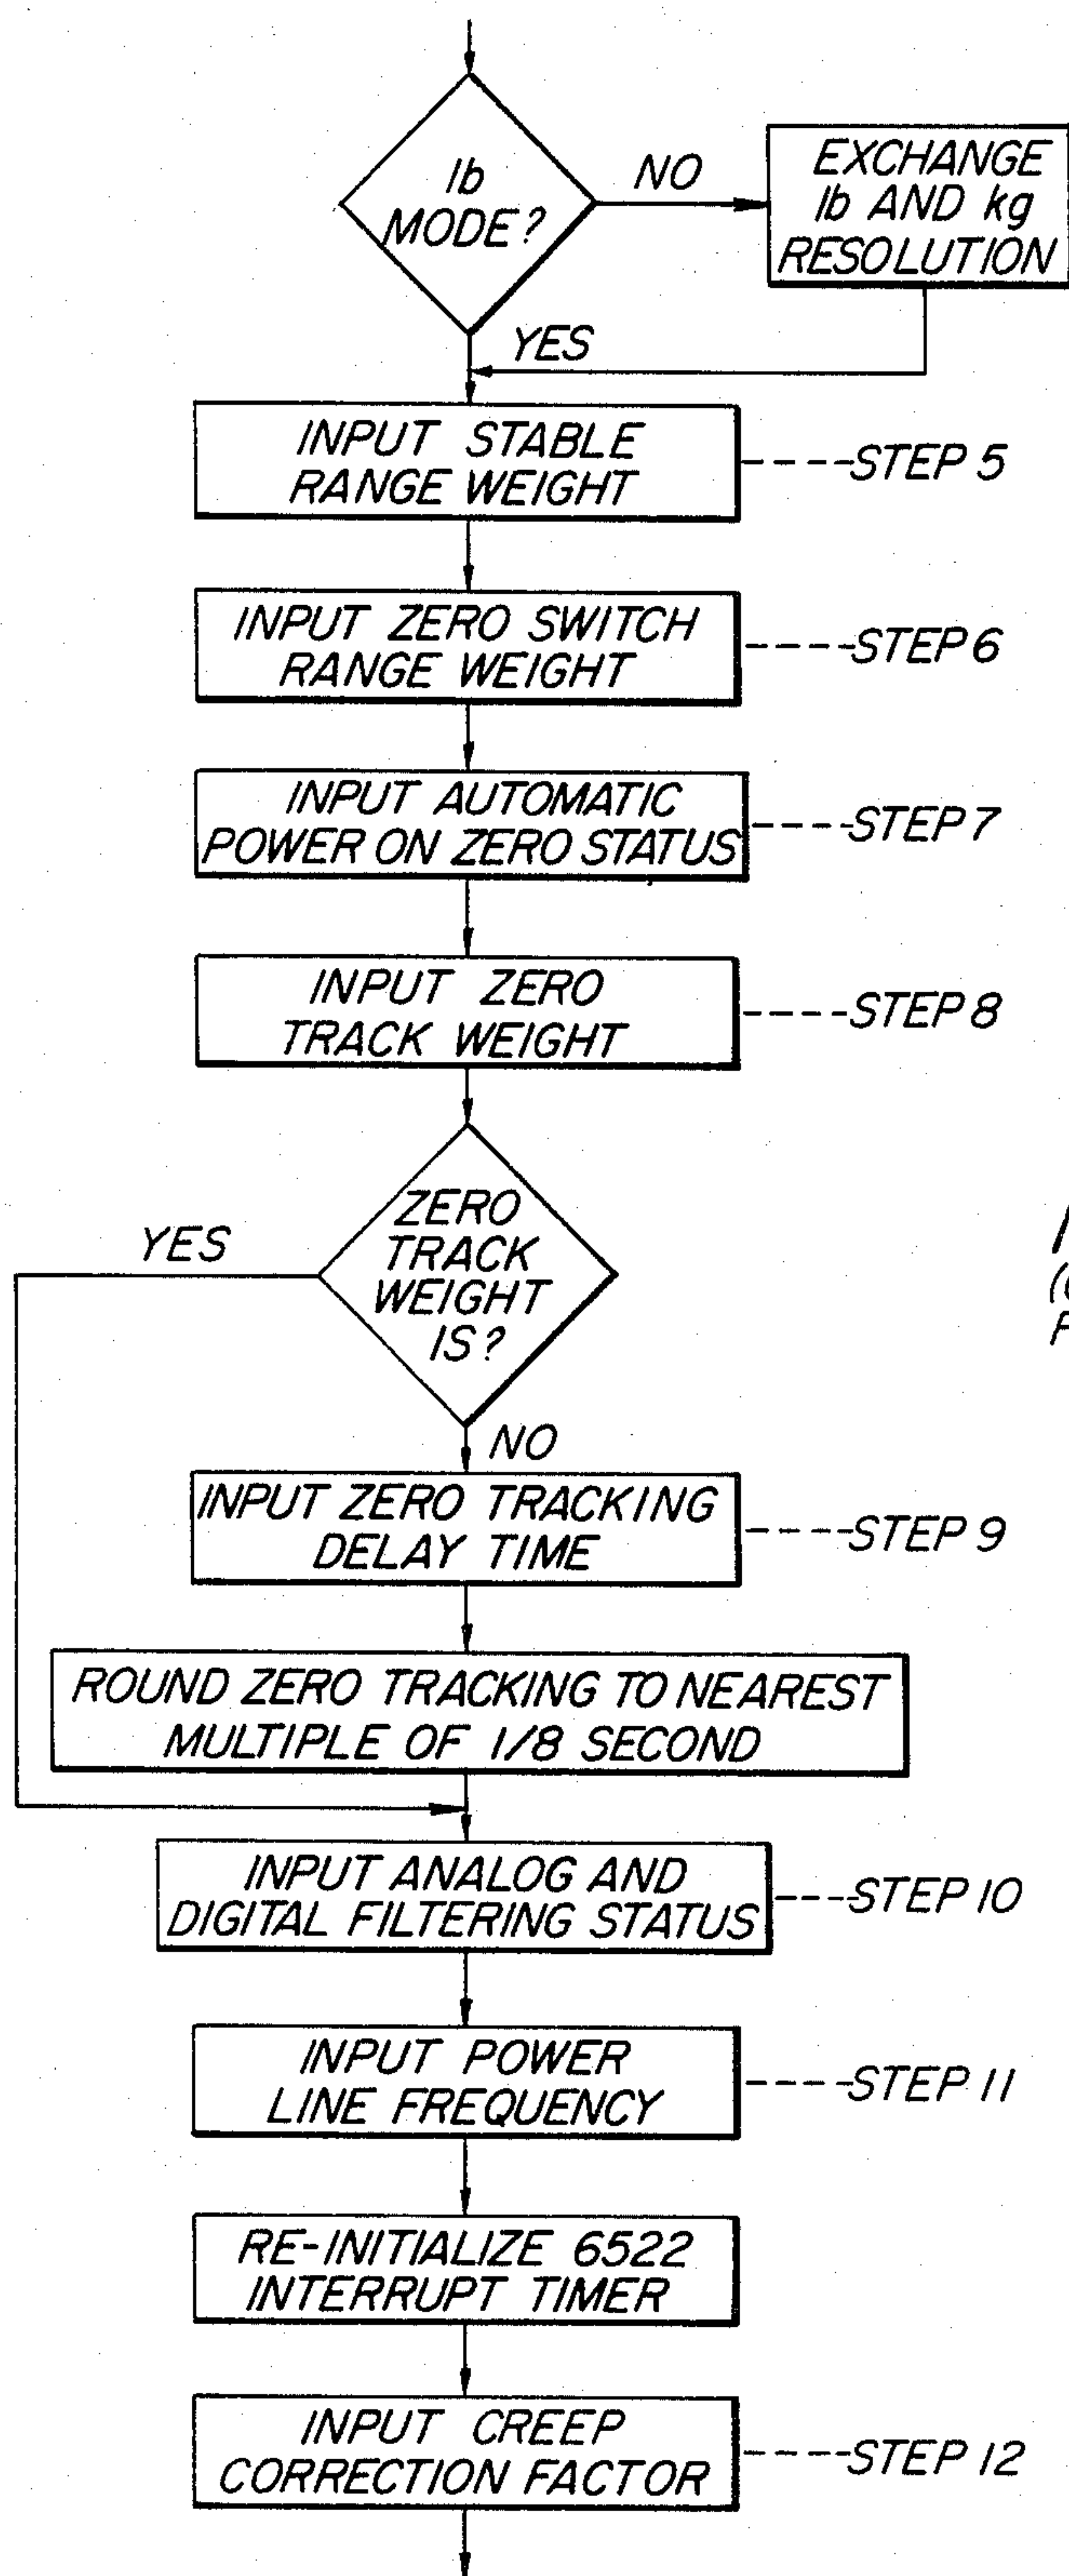 lb
MODE?
NO
EXCHANGE
lb AND kg
RESOLUTION
YES
INPUT STABLE
RANGE WEIGHT
STEP 5
INPUT ZERO SWITCH
RANGE WEIGHT
STEP 6
INPUT AUTOMATIC
POWER ON ZERO STATUS
STEP 7
INPUT ZERO
TRACK WEIGHT
STEP 8
ZERO
TRACK
WEIGHT
IS?
YES
NO
INPUT ZERO TRACKING
DELAY TIME
STEP 9
ROUND ZERO TRACKING TO NEAREST
MULTIPLE OF 1/8 SECOND
INPUT ANALOG AND
DIGITAL FILTERING STATUS
STEP 10
INPUT POWER
LINE FREQUENCY
STEP 11
RE-INITIALIZE 6522
INTERRUPT TIMER
INPUT CREEP
CORRECTION FACTOR
STEP 12